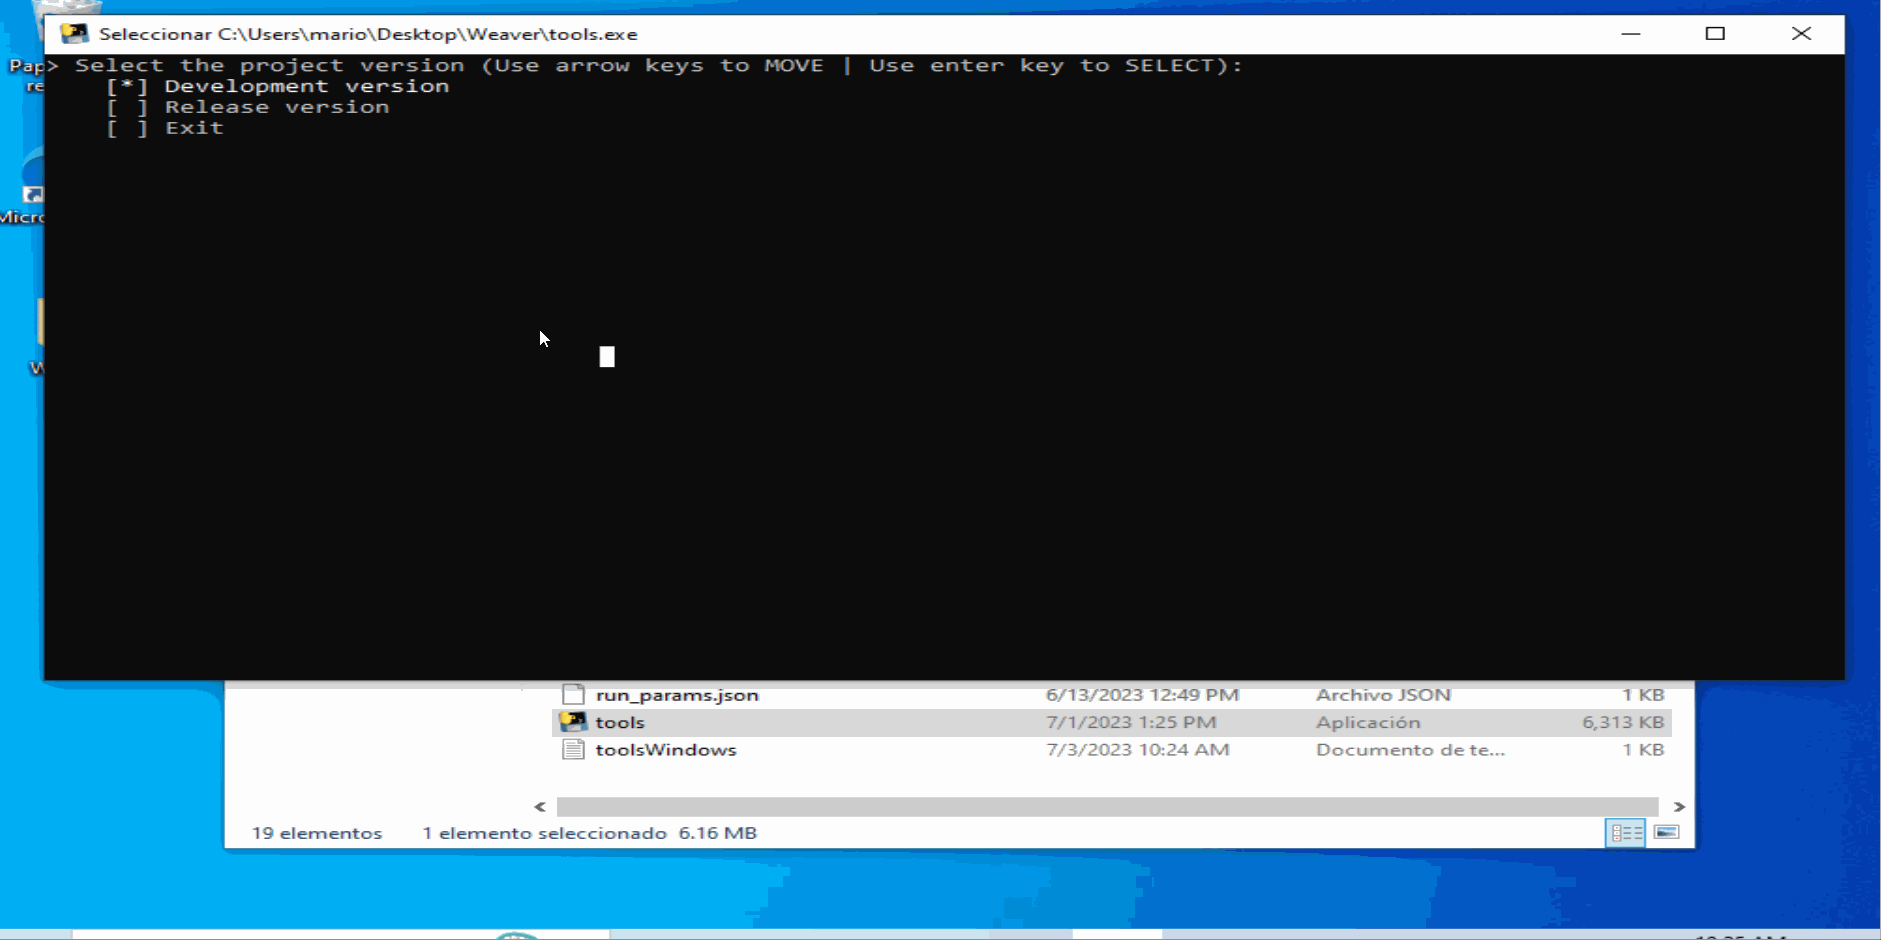 Seleccionar C:\Users\mario\Desktop\Weaver\tools.exe
> Select the project version (Use arrow keys to MOVE | Use enter key to SELECT):
[*] Development version
[ ] Release version
[ ] Exit
Pap
re
Micro
W
run_params.json 6/13/2023 12:49 PM Archivo JSON 1 KB
tools 7/1/2023 1:25 PM Aplicación 6,313 KB
toolsWindows 7/3/2023 10:24 AM Documento de te... 1 KB
19 elementos 1 elemento seleccionado 6.16 MB